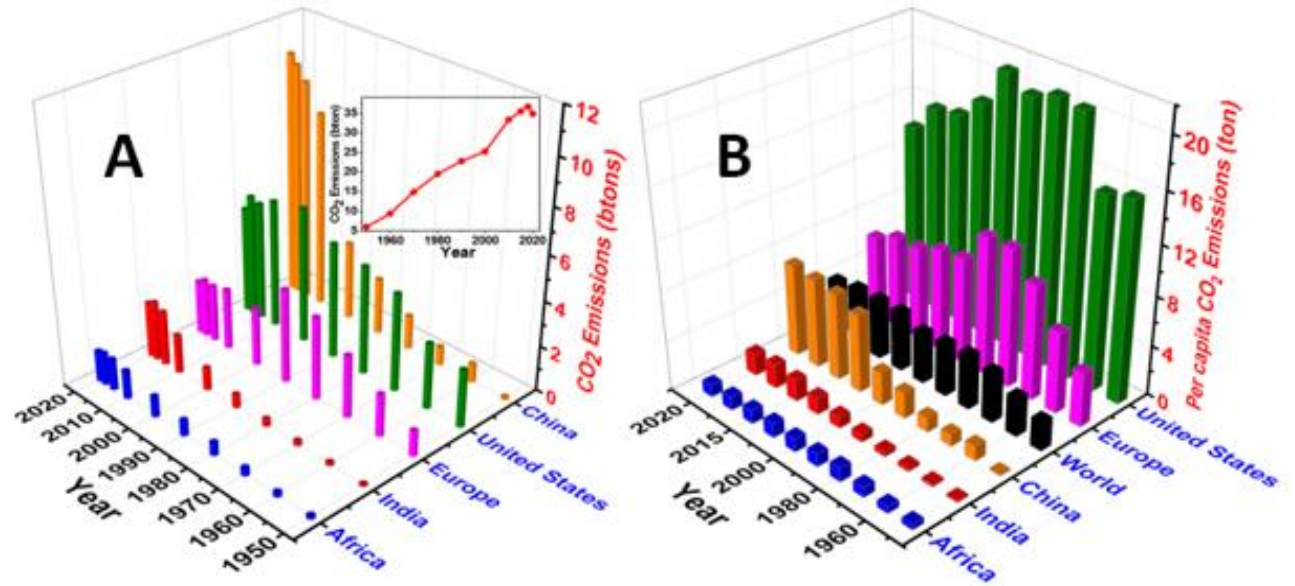 A
CO2 Emissions (bton)
35
30
25
20
15
10
5
1960
1980
2000
2020
Year
12
10
8
6
4
2
0
CO2 Emissions (btons)
2020
2010
2000
1990
1980
1970
1960
1950
Year
China
United States
Europe
India
Africa
B
20
16
12
8
4
0
Per capita CO2 Emissions (ton)
2020
2015
2000
1980
1960
Year
United States
Europe
World
China
India
Africa